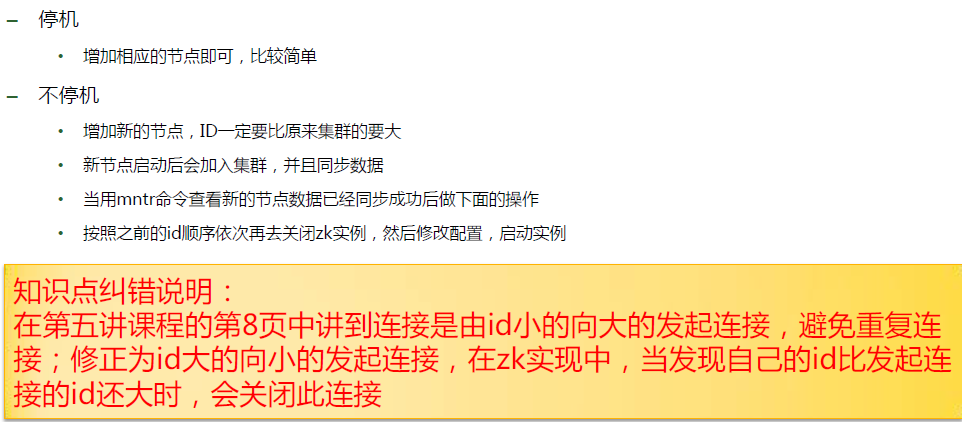 – 停机
• 增加相应的节点即可，比较简单
– 不停机
• 增加新的节点，ID一定要比原来集群的要大
• 新节点启动后会加入集群，并且同步数据
• 当用mntr命令查看新的节点数据已经同步成功后做下面的操作
• 按照之前的id顺序依次再去关闭zk实例，然后修改配置，启动实例
知识点纠错说明：
在第五讲课程的第8页中讲到连接是由id小的向大的发起连接，避免重复连
接；修正为id大的向小的发起连接，在zk实现中，当发现自己的id比发起连
接的id还大时，会关闭此连接